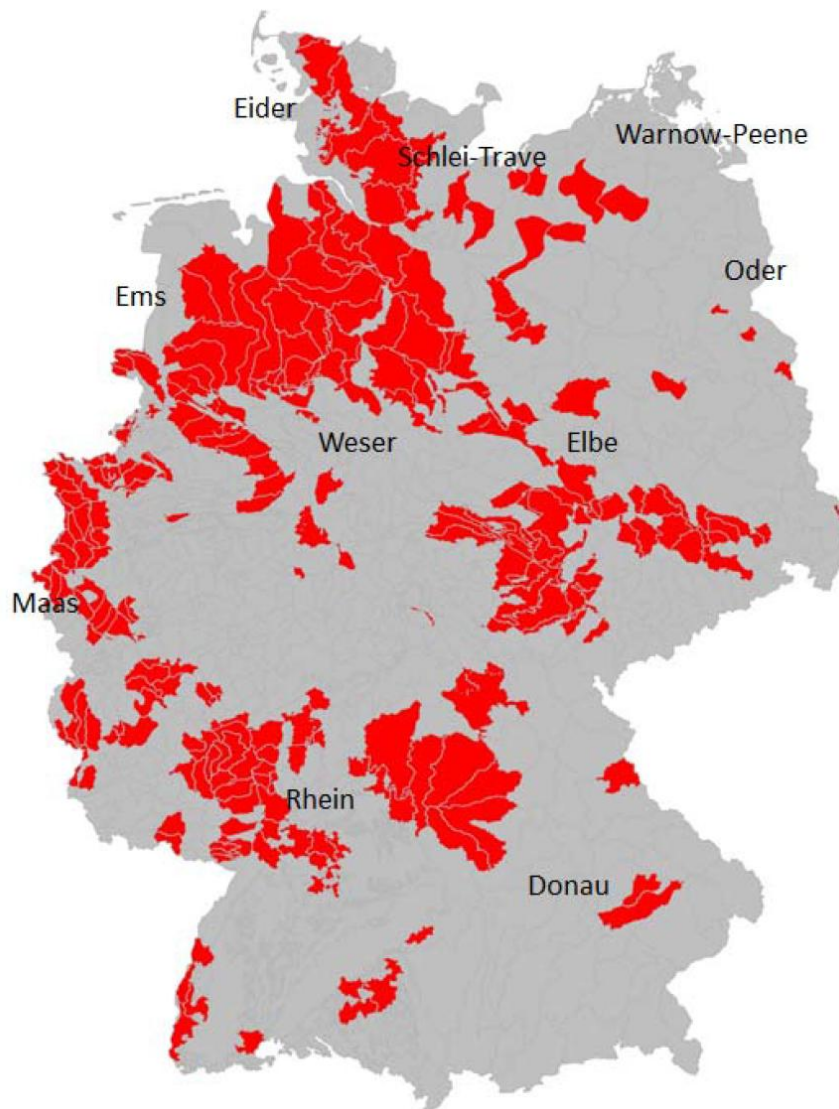 Eider
Warnow-Peene
Schlei-Trave
Oder
Ems
Weser
Elbe
Maas
Rhein
Donau